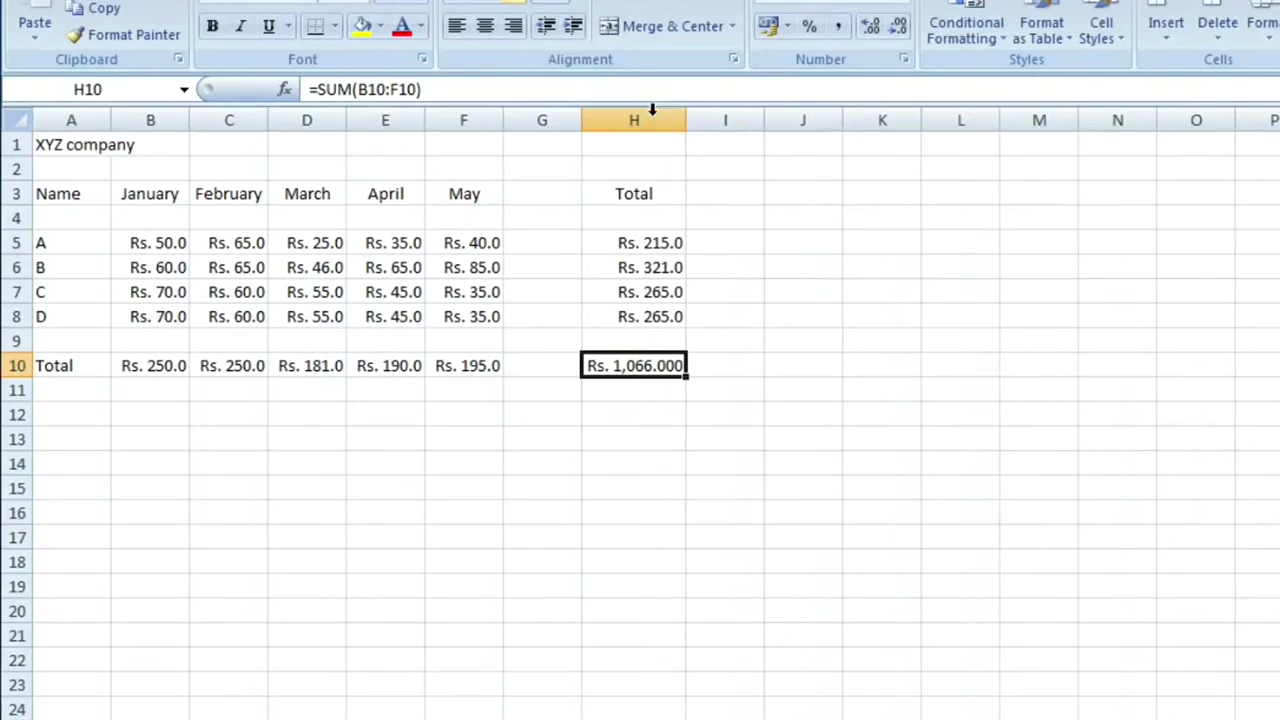 Copy
Paste
Format Painter
B I U A
Merge & Center
% ,
Conditional Formatting
Format as Table
Cell Styles
Insert Delete
Clipboard Font Alignment Number Styles Cells
H10 fx =SUM(B10:F10)
A B C D E F G H I J K L M N O P
1 XYZ company
2
3 Name January February March April May Total
4
5 A Rs. 50.0 Rs. 65.0 Rs. 25.0 Rs. 35.0 Rs. 40.0 Rs. 215.0
6 B Rs. 60.0 Rs. 65.0 Rs. 46.0 Rs. 65.0 Rs. 85.0 Rs. 321.0
7 C Rs. 70.0 Rs. 60.0 Rs. 55.0 Rs. 45.0 Rs. 35.0 Rs. 265.0
8 D Rs. 70.0 Rs. 60.0 Rs. 55.0 Rs. 45.0 Rs. 35.0 Rs. 265.0
9
10 Total Rs. 250.0 Rs. 250.0 Rs. 181.0 Rs. 190.0 Rs. 195.0 Rs. 1,066.000
11
12
13
14
15
16
17
18
19
20
21
22
23
24